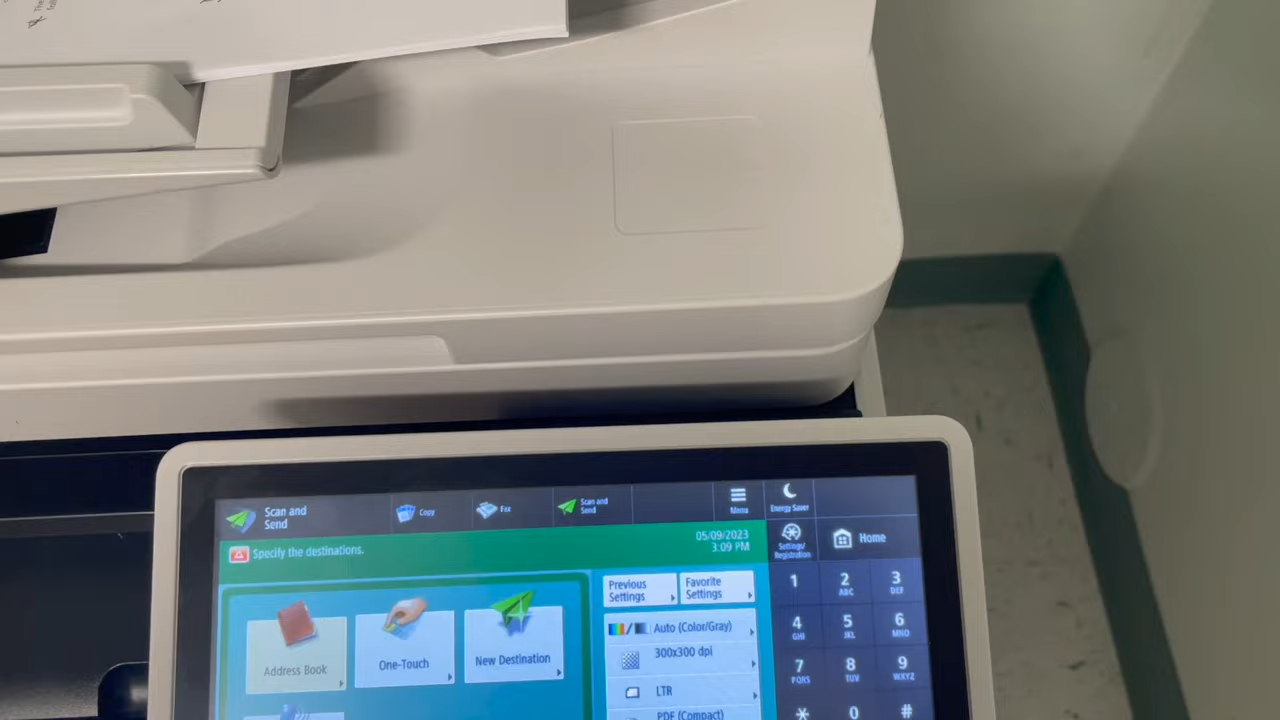 Scan and
Send
Copy
Fax
Scan and
Send
Menu
Energy Saver
Specify the destinations.
05/09/2023
3:09 PM
Settings/
Registration
Home
Previous
Settings
Favorite
Settings
1
2
ABC
3
DEF
Address Book
One-Touch
New Destination
Auto (Color/Gray)
300x300 dpi
LTR
PDF (Compact)
4
GHI
5
JKL
6
MNO
7
PQRS
8
TUV
9
WXYZ
*
0
#